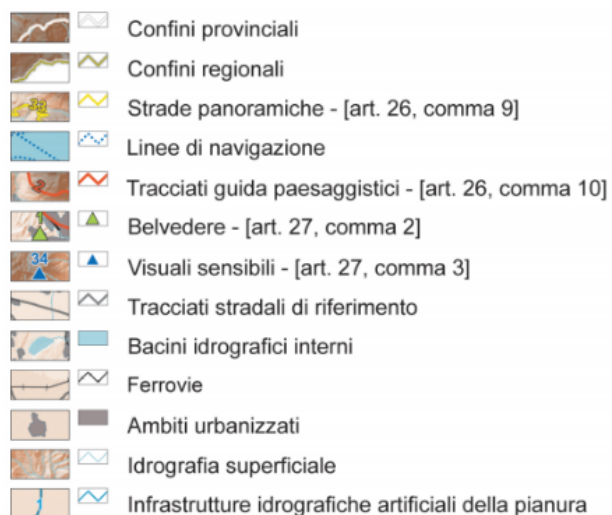 Confini provinciali
Confini regionali
34 Strade panoramiche - [art. 26, comma 9]
Linee di navigazione
Tracciati guida paesaggistici - [art. 26, comma 10]
Belvedere - [art. 27, comma 2]
34 Visuali sensibili - [art. 27, comma 3]
Tracciati stradali di riferimento
Bacini idrografici interni
Ferrovie
Ambiti urbanizzati
Idrografia superficiale
Infrastrutture idrografiche artificiali della pianura